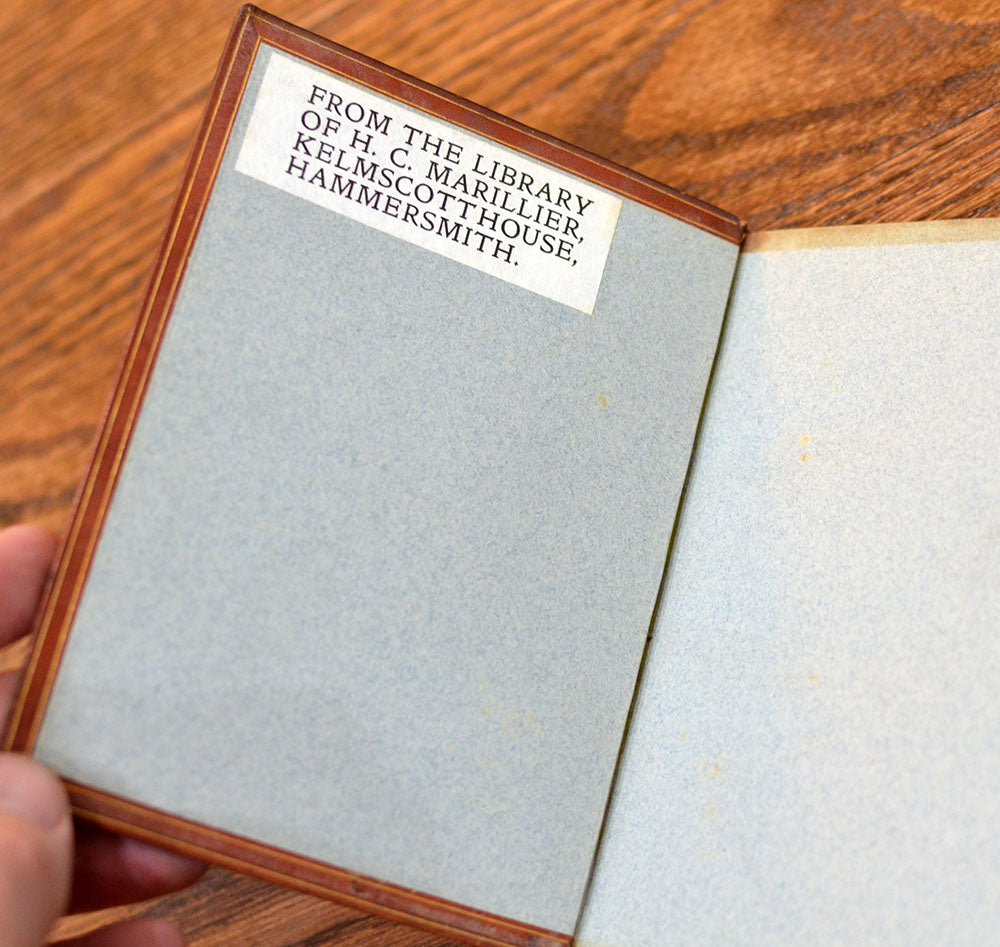 FROM THE LIBRARY
OF H. C. MARILLIER,
KELMSCOTTHOUSE,
HAMMERSMITH.